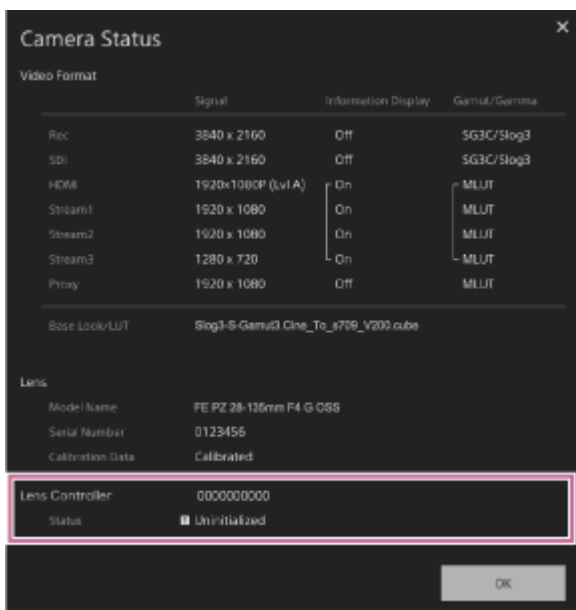 Camera Status ×
Video Format
Signal Information Display Gamut/Gamma
Rec 3840 x 2160 Off SG3C/Slog3
SDI 3840 x 2160 Off SG3C/Slog3
HDMI 1920×1080P (Lvl A) On MLUT
Stream1 1920 x 1080 On MLUT
Stream2 1920 x 1080 On MLUT
Stream3 1280 x 720 On MLUT
Proxy 1920 x 1080 Off MLUT
Base Look/LUT Slog3-S-Gamut3.Cine_To_s709_V200.cube
Lens
Model Name FE PZ 28-135mm F4 G OSS
Serial Number 0123456
Calibration Data Calibrated
Lens Controller 0000000000
Status Uninitialized
OK